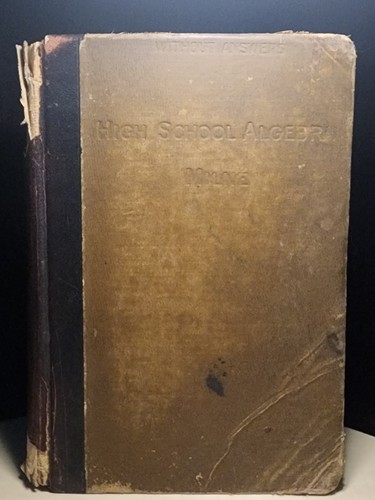 WITHOUT ANSWERS
HIGH SCHOOL ALGEBRA
MILNE